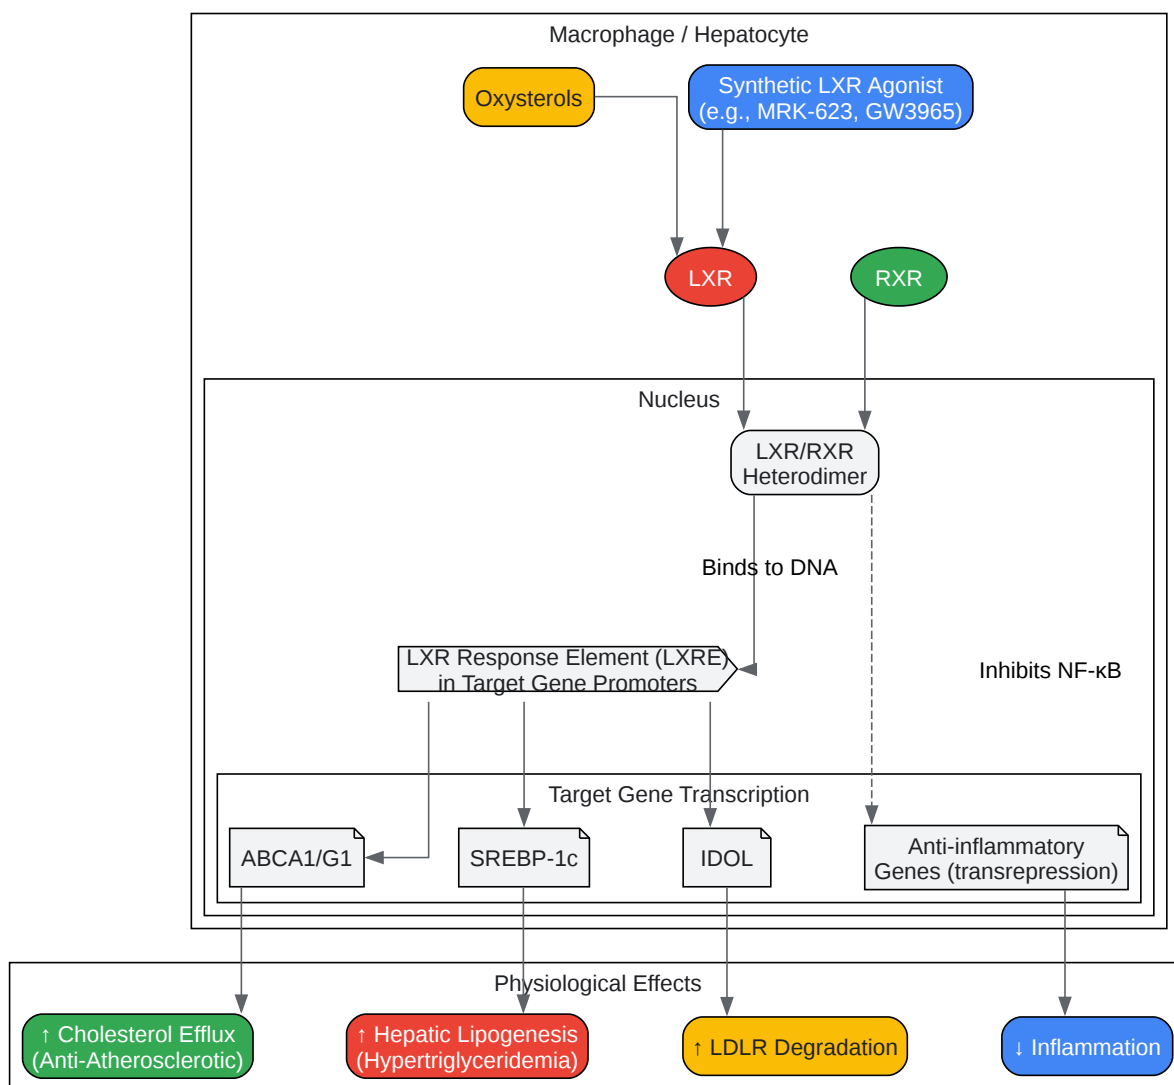 Macrophage / Hepatocyte
Oxysterols
Synthetic LXR Agonist
(e.g., MRK-623, GW3965)
LXR
RXR
Nucleus
LXR/RXR
Heterodimer
Binds to DNA
LXR Response Element (LXRE)
in Target Gene Promoters
Inhibits NF-κB
Target Gene Transcription
ABCA1/G1
SREBP-1c
IDOL
Anti-inflammatory
Genes (transrepression)
Physiological Effects
↑ Cholesterol Efflux
(Anti-Atherosclerotic)
↑ Hepatic Lipogenesis
(Hypertriglyceridemia)
↑ LDLR Degradation
↓ Inflammation